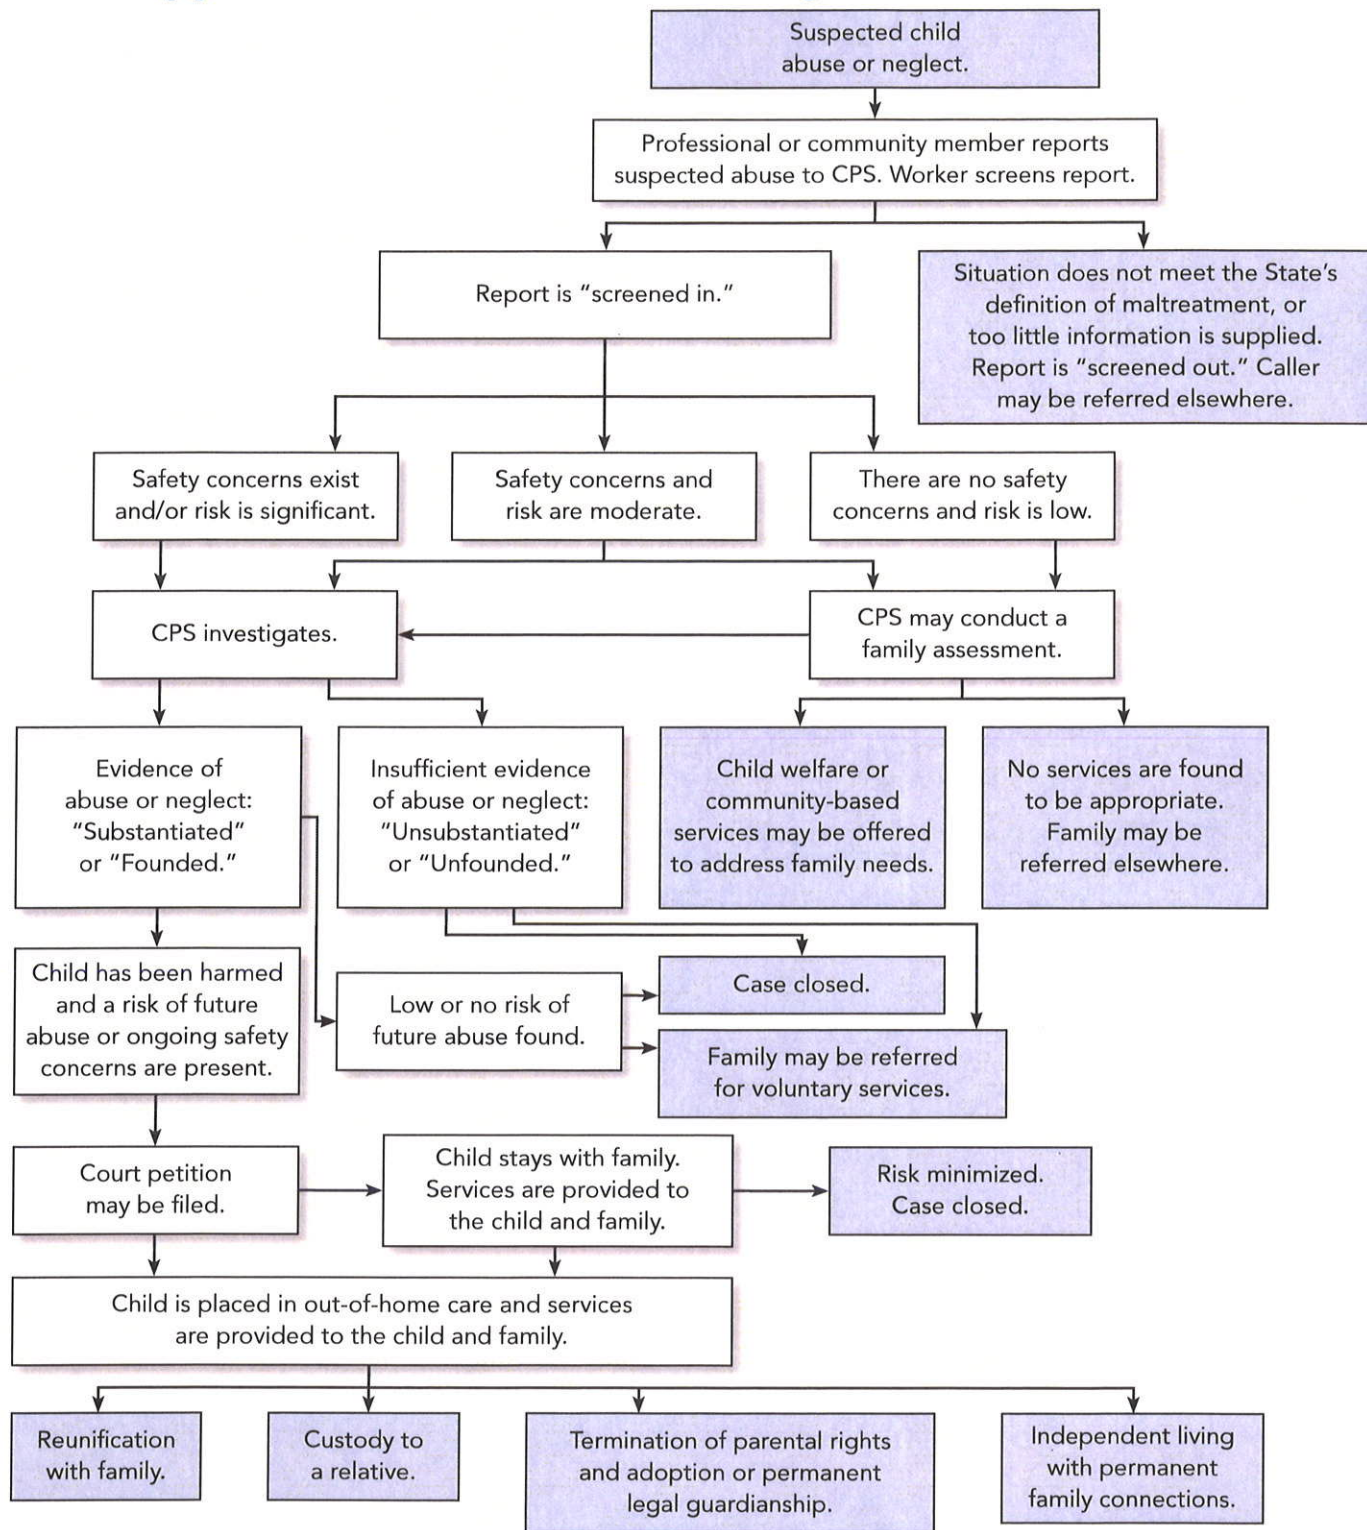 Suspected child
abuse or neglect.
Professional or community member reports
suspected abuse to CPS. Worker screens report.
Report is “screened in.”
Situation does not meet the State’s
definition of maltreatment, or
too little information is supplied.
Report is “screened out.” Caller
may be referred elsewhere.
Safety concerns exist
and/or risk is significant.
Safety concerns and
risk are moderate.
There are no safety
concerns and risk is low.
CPS investigates.
CPS may conduct a
family assessment.
Evidence of
abuse or neglect:
“Substantiated”
or “Founded.”
Insufficient evidence
of abuse or neglect:
“Unsubstantiated”
or “Unfounded.”
Child welfare or
community-based
services may be offered
to address family needs.
No services are found
to be appropriate.
Family may be
referred elsewhere.
Child has been harmed
and a risk of future
abuse or ongoing safety
concerns are present.
Low or no risk of
future abuse found.
Case closed.
Family may be referred
for voluntary services.
Court petition
may be filed.
Child stays with family.
Services are provided to
the child and family.
Risk minimized.
Case closed.
Child is placed in out-of-home care and services
are provided to the child and family.
Reunification
with family.
Custody to
a relative.
Termination of parental rights
and adoption or permanent
legal guardianship.
Independent living
with permanent
family connections.